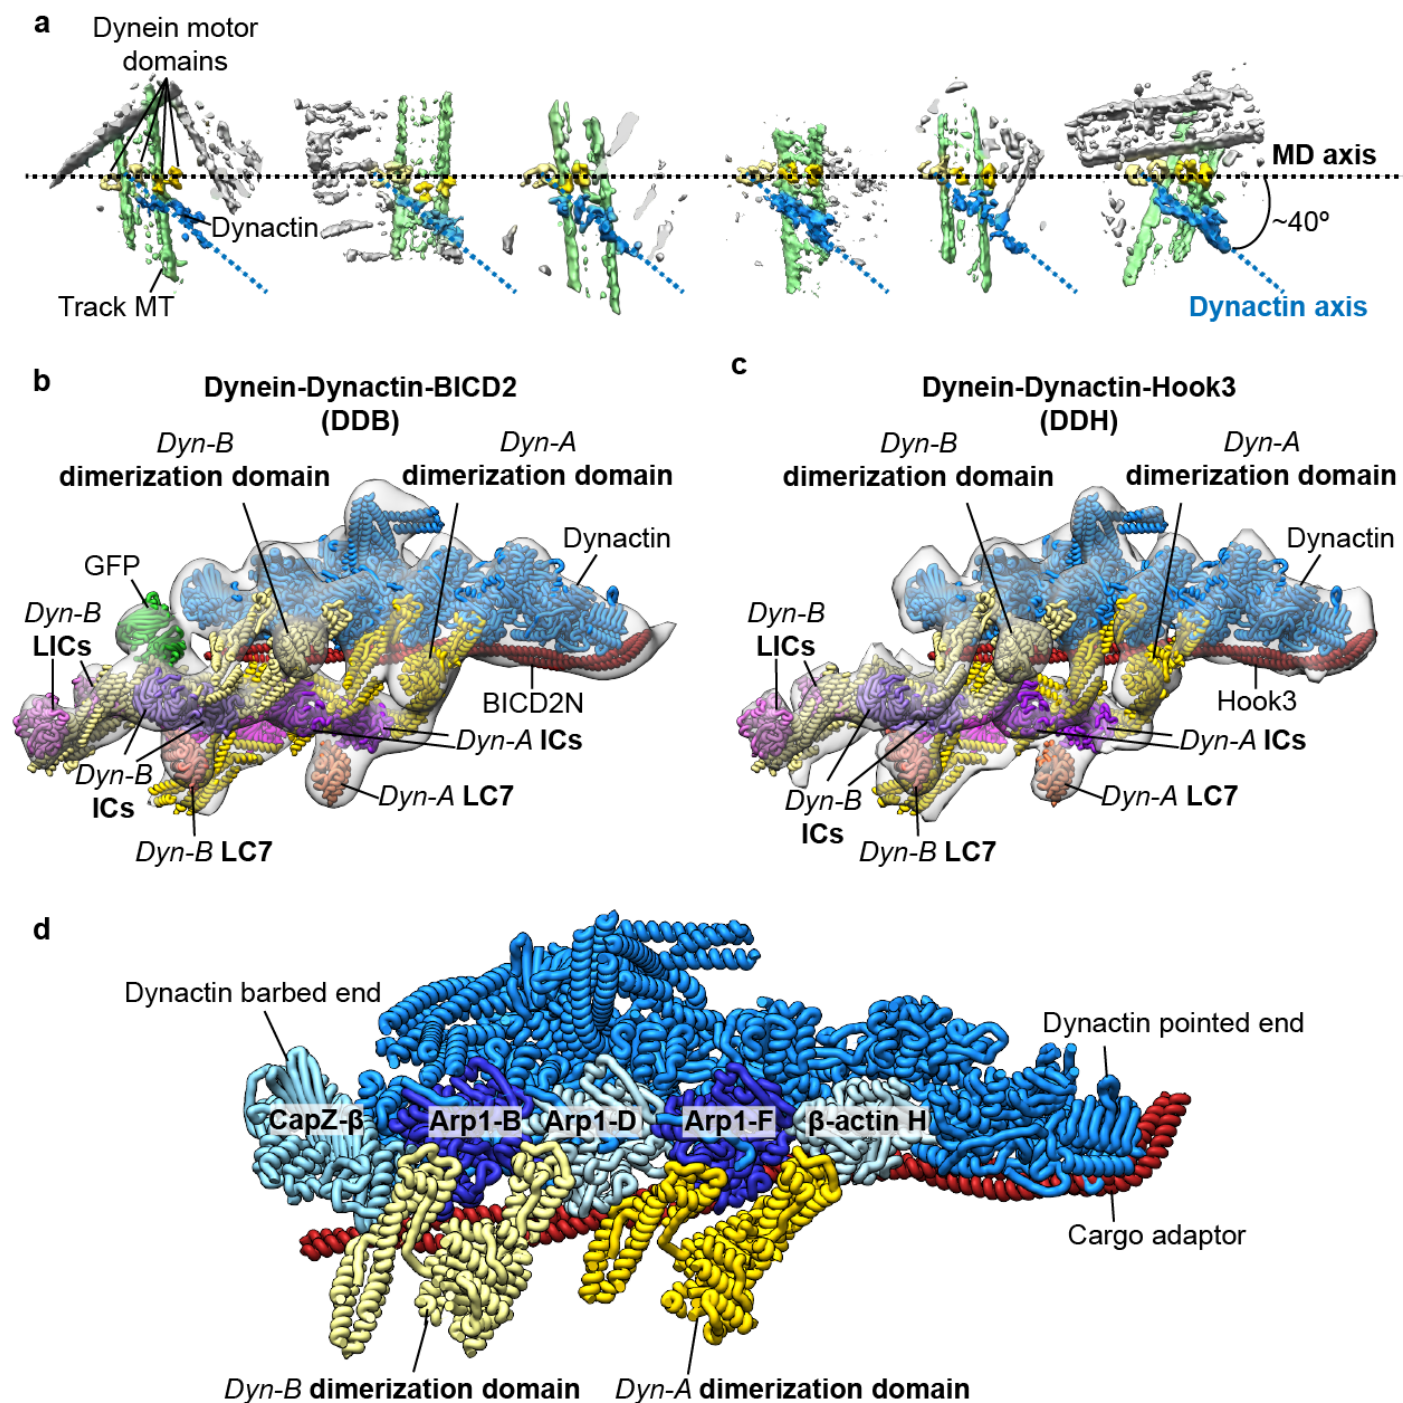 a
Dynein motor
domains
MD axis
~40º
Dynactin
Track MT
Dynactin axis
b
Dynein-Dynactin-BICD2
(DDB)
Dyn-B
dimerization domain
Dyn-A
dimerization domain
GFP
Dynactin
Dyn-B
LICs
BICD2N
Dyn-A ICs
Dyn-B
ICs
Dyn-A LC7
Dyn-B LC7
c
Dynein-Dynactin-Hook3
(DDH)
Dyn-B
dimerization domain
Dyn-A
dimerization domain
Dynactin
Dyn-B
LICs
Hook3
Dyn-A ICs
Dyn-B
ICs
Dyn-A LC7
Dyn-B LC7
d
Dynactin barbed end
Dynactin pointed end
CapZ-β
Arp1-B
Arp1-D
Arp1-F
β-actin H
Cargo adaptor
Dyn-B dimerization domain
Dyn-A dimerization domain